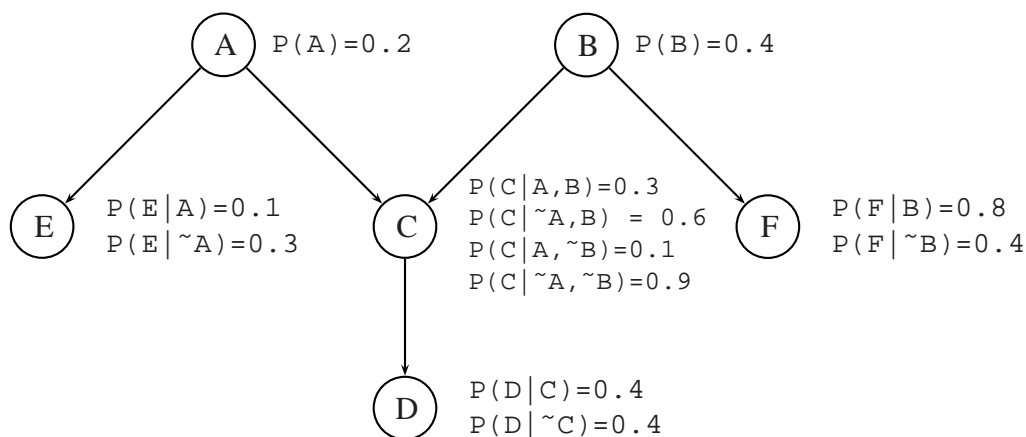 A P(A)=0.2
B P(B)=0.4
E P(E|A)=0.1
P(E|~A)=0.3
C P(C|A,B)=0.3
P(C|~A,B) = 0.6
P(C|A,~B)=0.1
P(C|~A,~B)=0.9
F P(F|B)=0.8
P(F|~B)=0.4
D P(D|C)=0.4
P(D|~C)=0.4